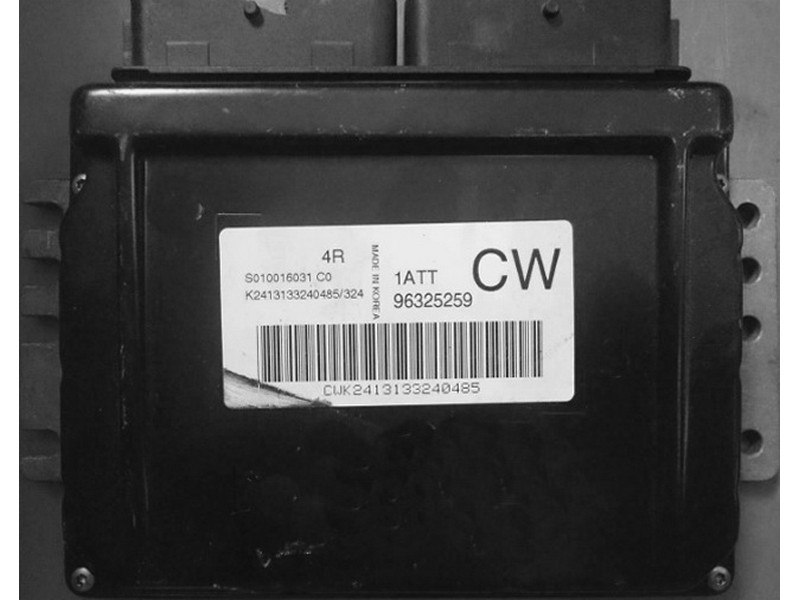 4R
S010016031 C0
K2413133240485/324
MADE IN KOREA
1ATT
96325259
CW
CWK2413133240485